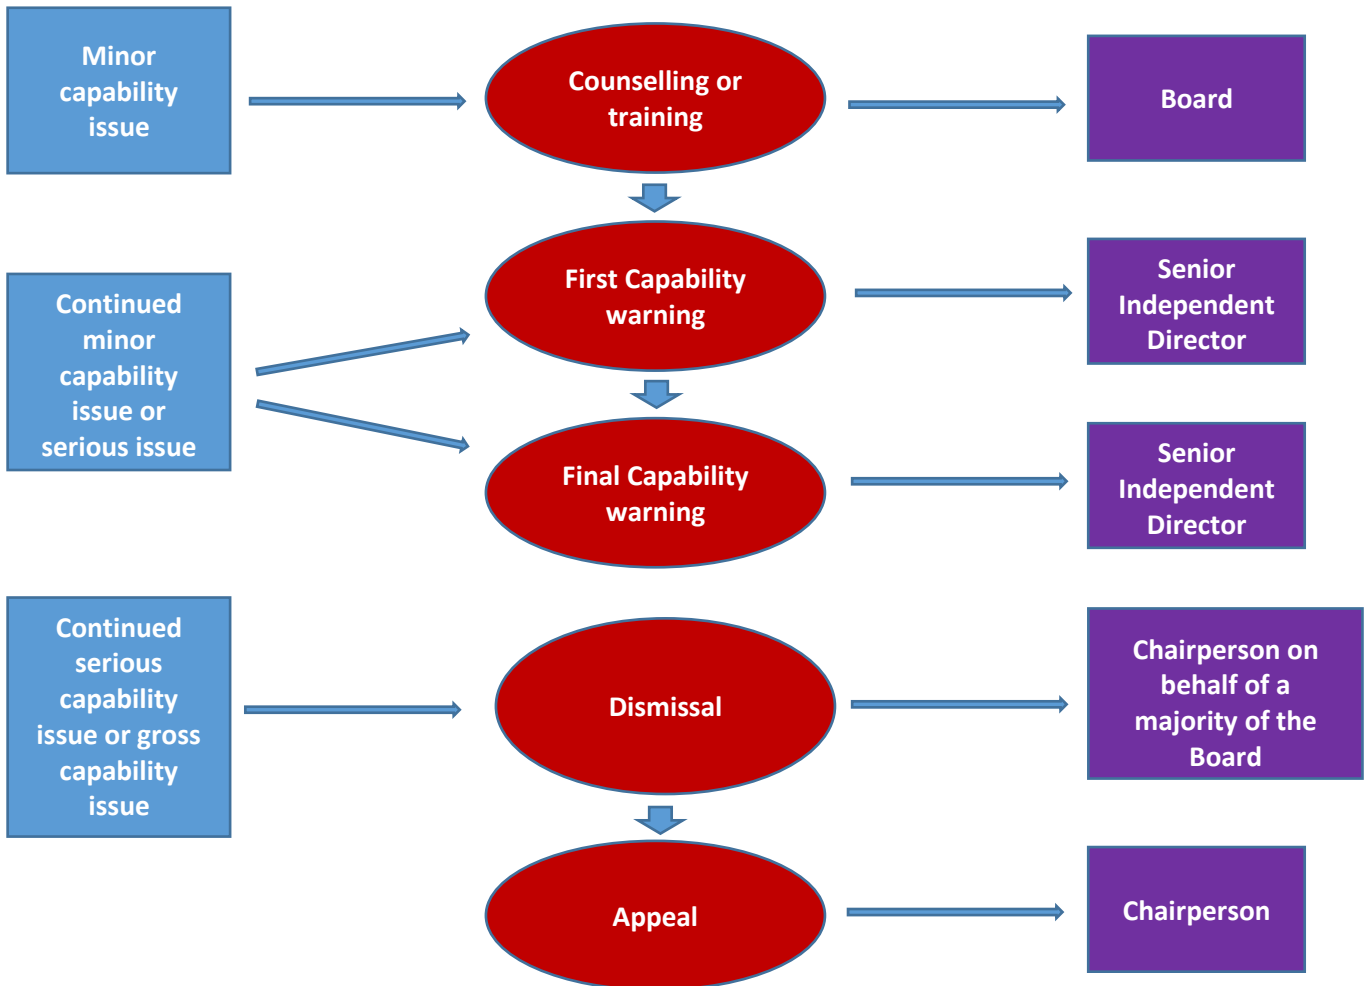 Minor
capability
issue
Counselling or
training
Board
First Capability
warning
Senior
Independent
Director
Continued
minor
capability
issue or
serious issue
Final Capability
warning
Senior
Independent
Director
Continued
serious
capability
issue or gross
capability
issue
Dismissal
Chairperson on
behalf of a
majority of the
Board
Appeal
Chairperson